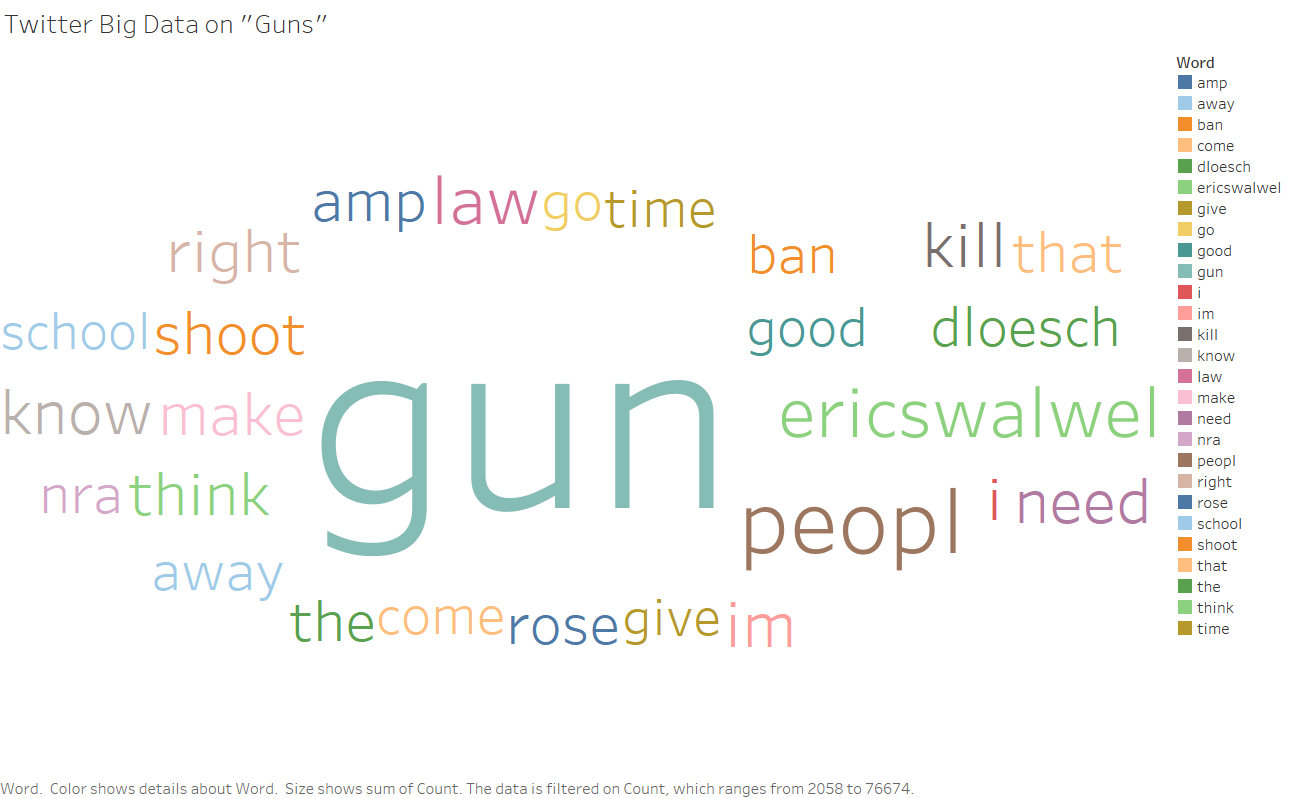 Twitter Big Data on "Guns"
amp law go time
right
ban
kill that
school shoot
good
dloesch
know make
gun
ericswalwel
nra think
peopl
i need
away
the come rose give im
Word
amp
away
ban
come
dloesch
ericswalwel
give
go
good
gun
i
im
kill
know
law
make
need
nra
peopl
right
rose
school
shoot
that
the
think
time
Word. Color shows details about Word. Size shows sum of Count. The data is filtered on Count, which ranges from 2058 to 76674.